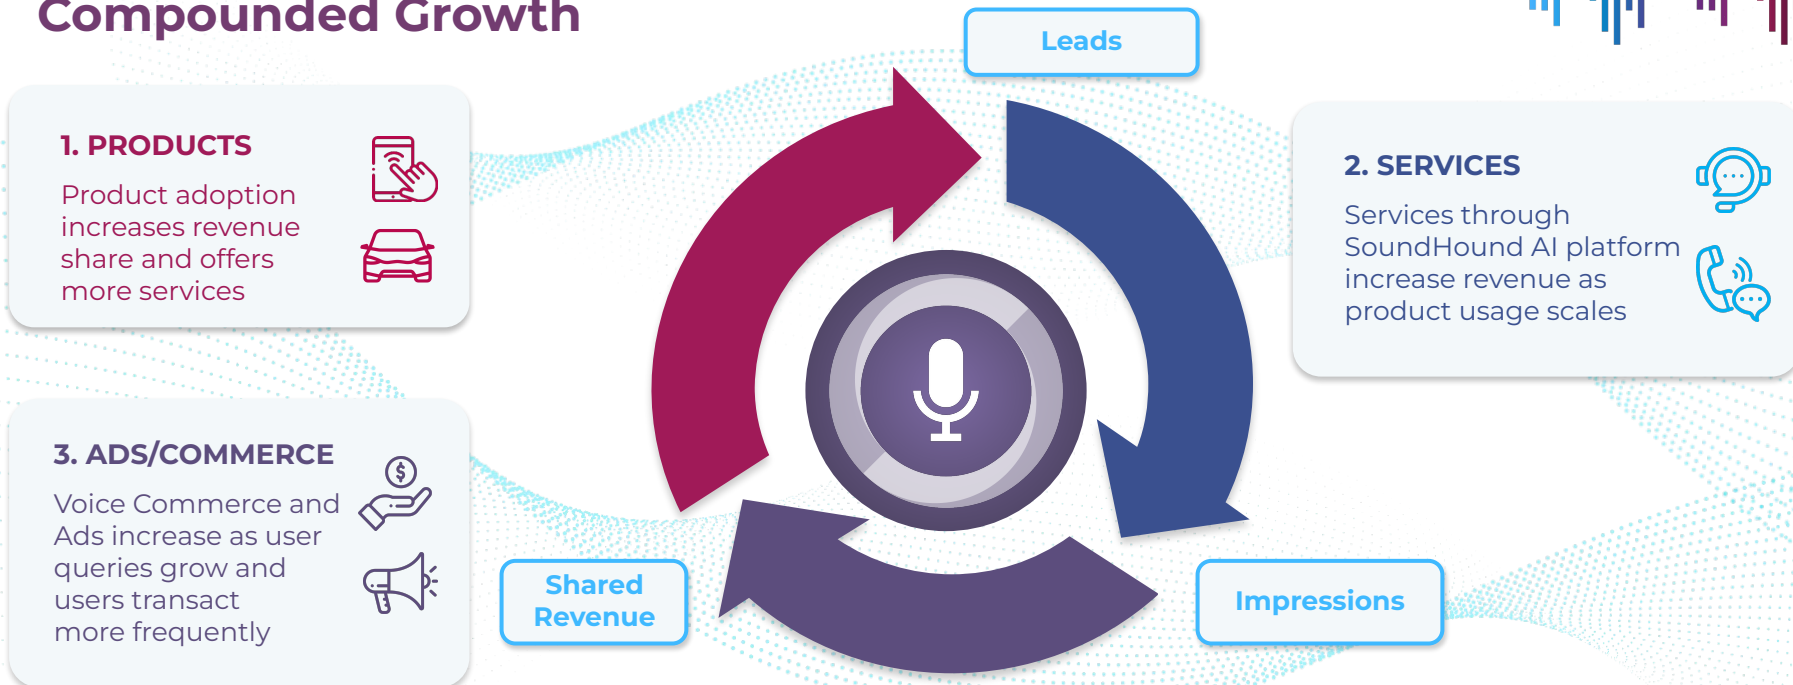 Compounded Growth
Leads
1. PRODUCTS
Product adoption
increases revenue
share and offers
more services
2. SERVICES
Services through
SoundHound AI platform
increase revenue as
product usage scales
3. ADS/COMMERCE
Voice Commerce and
Ads increase as user
queries grow and
users transact
more frequently
$
Shared
Revenue
Impressions